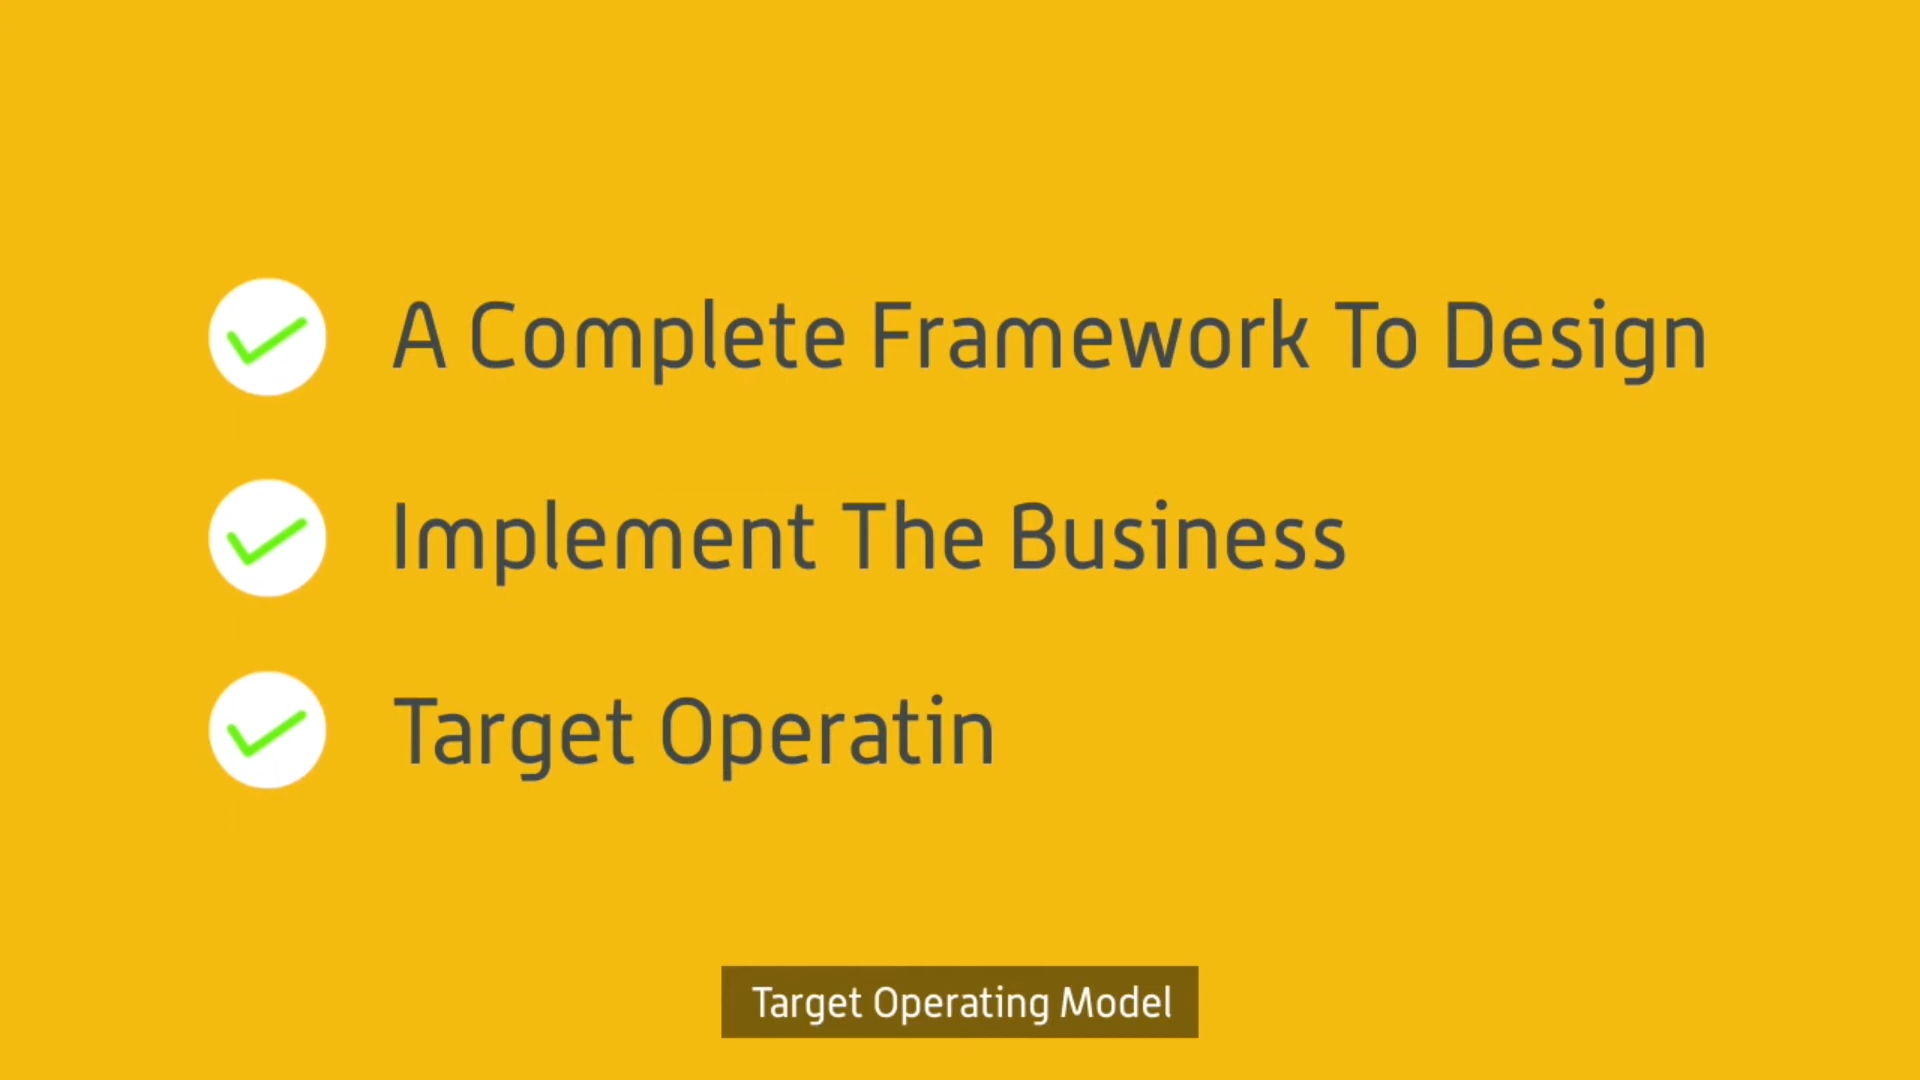 A Complete Framework To Design
Implement The Business
Target Operatin
Target Operating Model